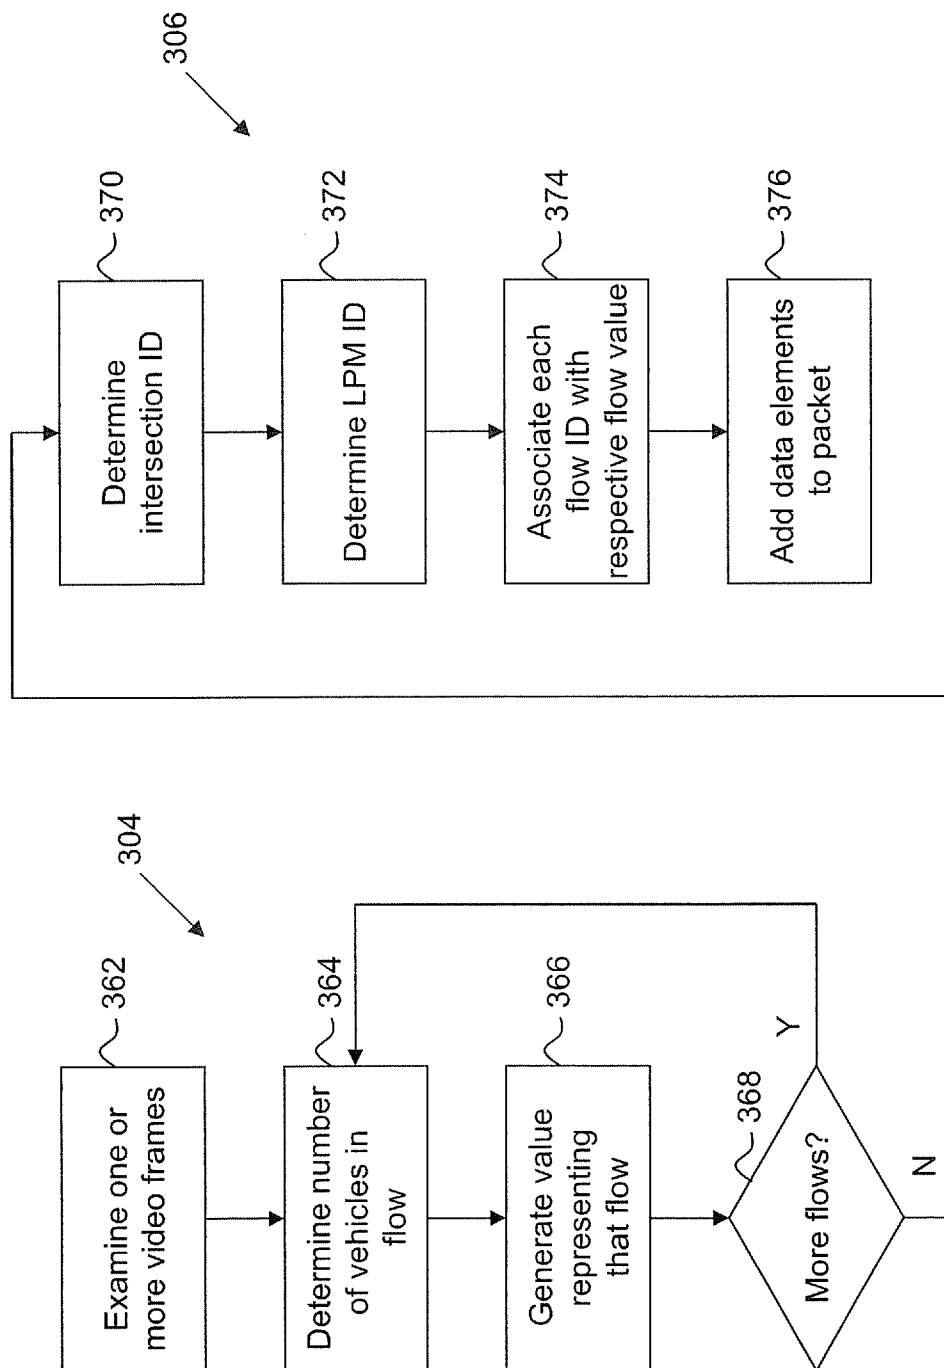 304
362
Examine one or
more video frames
364
Determine number
of vehicles in
flow
366
Generate value
representing
that flow
368
More flows?
Y
N
306
370
Determine
intersection ID
372
Determine LPM ID
374
Associate each
flow ID with
respective flow value
376
Add data elements
to packet